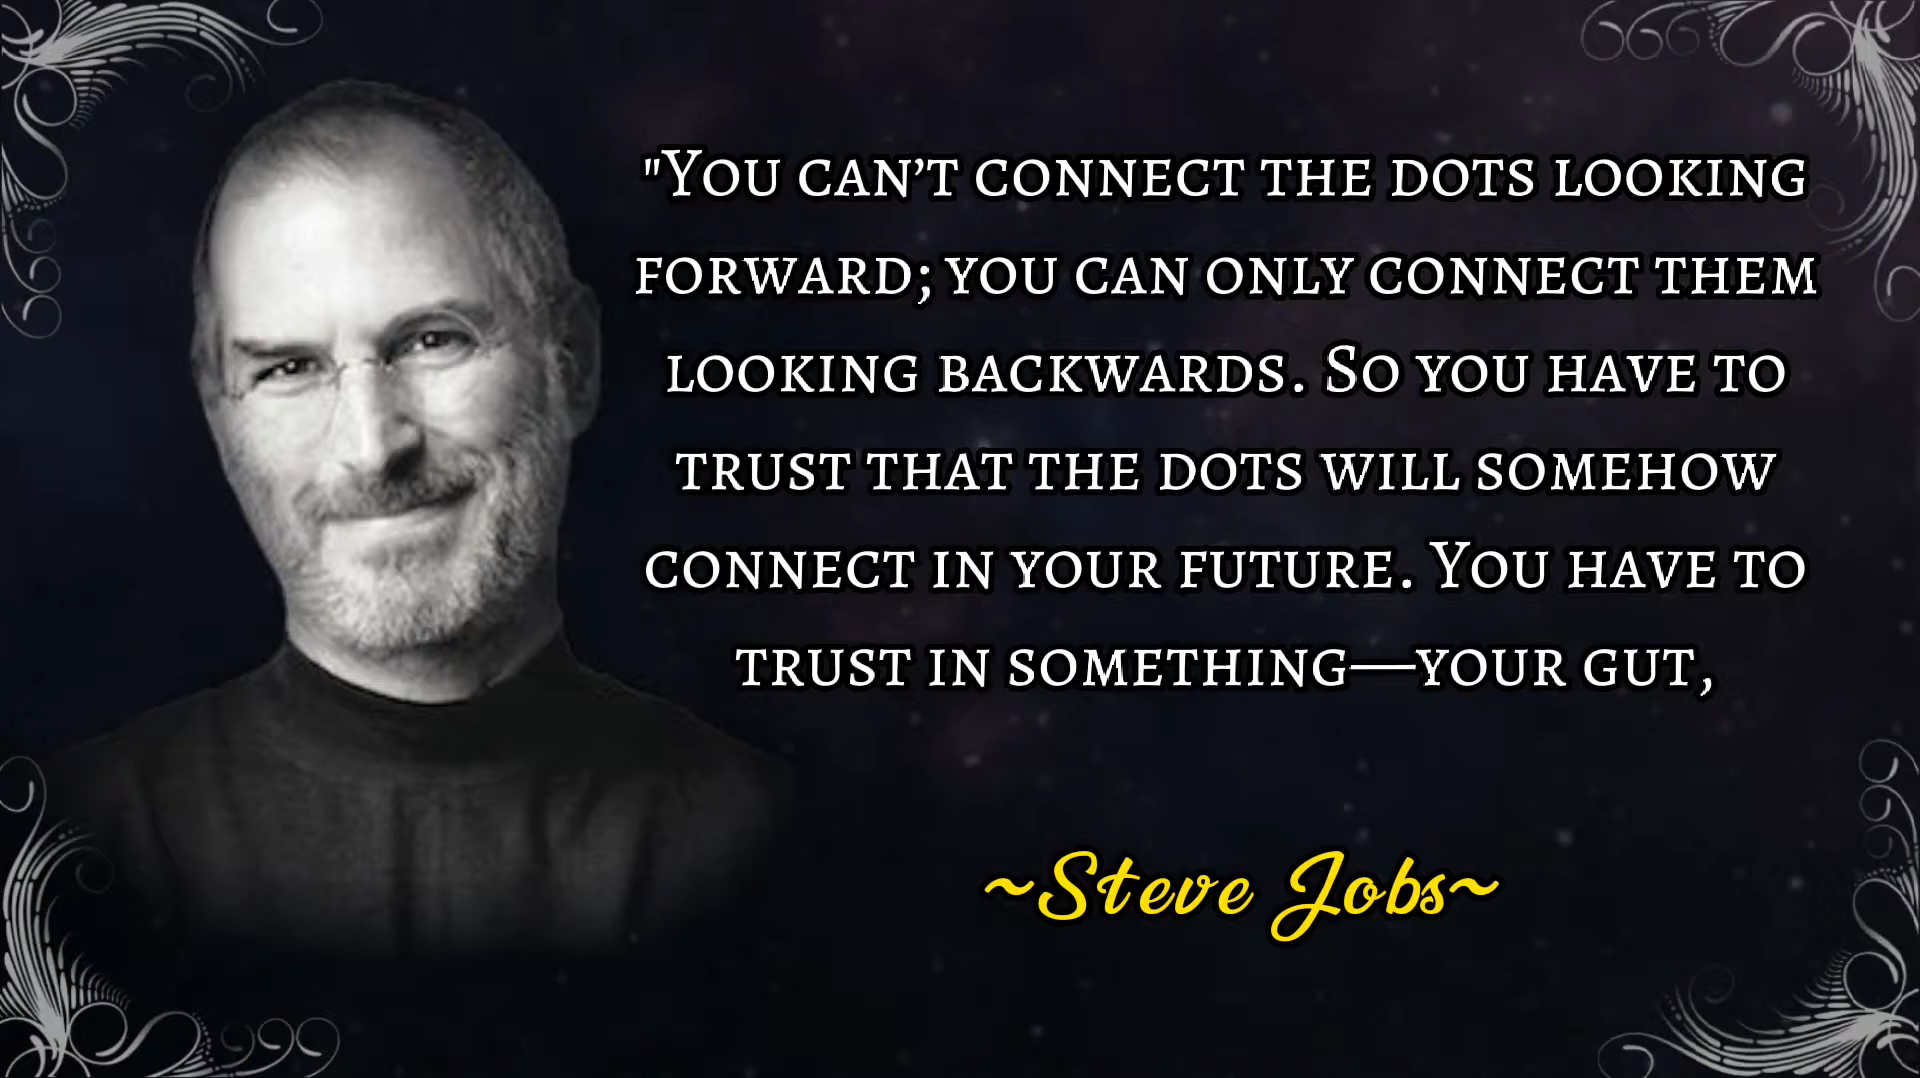 "You can’t connect the dots looking
forward; you can only connect them
looking backwards. So you have to
trust that the dots will somehow
connect in your future. You have to
trust in something—your gut,
~Steve Jobs~